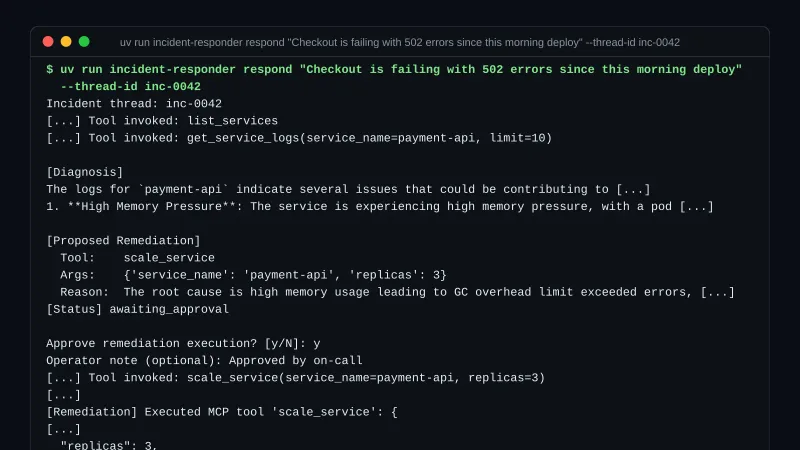 uv run incident-responder respond "Checkout is failing with 502 errors since this morning deploy" --thread-id inc-0042
$ uv run incident-responder respond "Checkout is failing with 502 errors since this morning deploy"
--thread-id inc-0042
Incident thread: inc-0042
[...] Tool invoked: list_services
[...] Tool invoked: get_service_logs(service_name=payment-api, limit=10)
[Diagnosis]
The logs for `payment-api` indicate several issues that could be contributing to [...]
1. **High Memory Pressure**: The service is experiencing high memory pressure, with a pod [...]
[Proposed Remediation]
Tool:    scale_service
Args:    {'service_name': 'payment-api', 'replicas': 3}
Reason:  The root cause is high memory usage leading to GC overhead limit exceeded errors, [...]
[Status] awaiting_approval
Approve remediation execution? [y/N]: y
Operator note (optional): Approved by on-call
[...] Tool invoked: scale_service(service_name=payment-api, replicas=3)
[...]
[Remediation] Executed MCP tool 'scale_service': {
[...]
"replicas": 3,